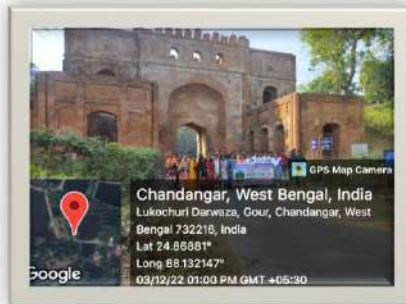 GPS Map Camera
Chandangar, West Bengal, India
Lukochuri Darwaza, Gour, Chandangar, West
Bengal 732216, India
Lat 24.86881°
Long 88.132147°
03/12/22 01:00 PM GMT +05:30
Google